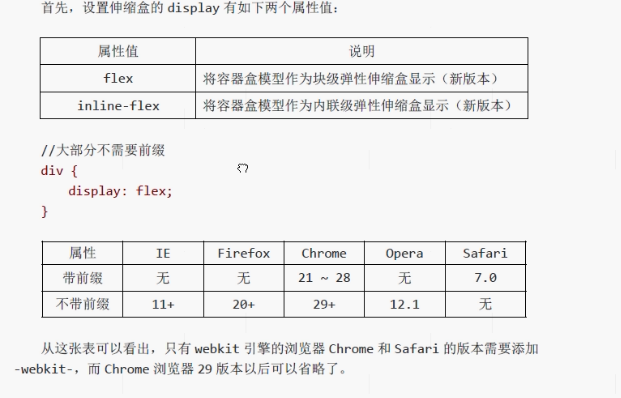 首先，设置伸缩盒的 display 有如下两个属性值：
属性值 说明
flex 将容器盒模型作为块级弹性伸缩盒显示（新版本）
inline-flex 将容器盒模型作为内联级弹性伸缩盒显示（新版本）
//大部分不需要前缀
div {
display: flex;
}
属性 IE Firefox Chrome Opera Safari
带前缀 无 无 21 ~ 28 无 7.0
不带前缀 11+ 20+ 29+ 12.1 无
从这张表可以看出，只有 webkit 引擎的浏览器 Chrome 和 Safari 的版本需要添加
-webkit-，而 Chrome 浏览器 29 版本以后可以省略了。